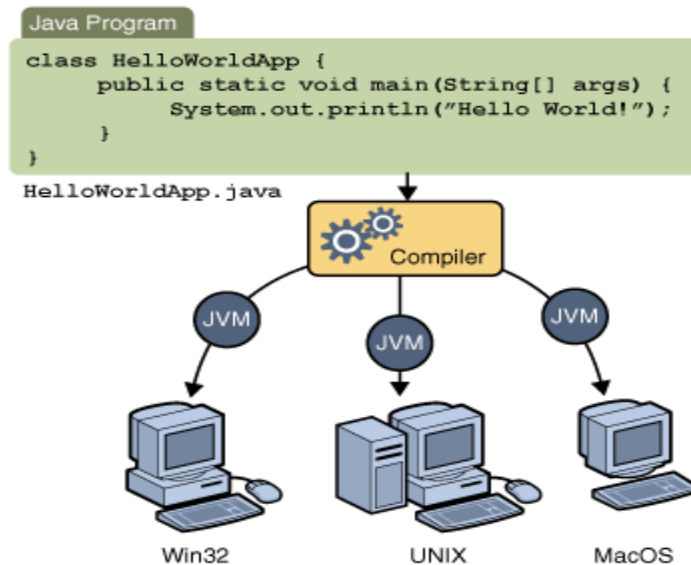 Java Program
class HelloWorldApp {
public static void main(String[] args) {
System.out.println("Hello World!");
}
}
HelloWorldApp.java
Compiler
JVM
JVM
JVM
Win32
UNIX
MacOS